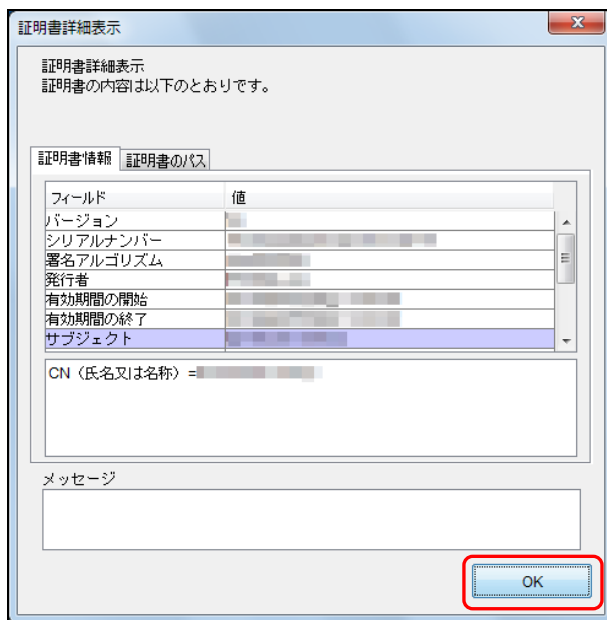 証明書詳細表示
証明書詳細表示
証明書の内容は以下のとおりです。
証明書情報 証明書のパス
フィールド 値
バージョン
シリアルナンバー
署名アルゴリズム
発行者
有効期間の開始
有効期間の終了
サブジェクト
CN（氏名又は名称）=
メッセージ
OK